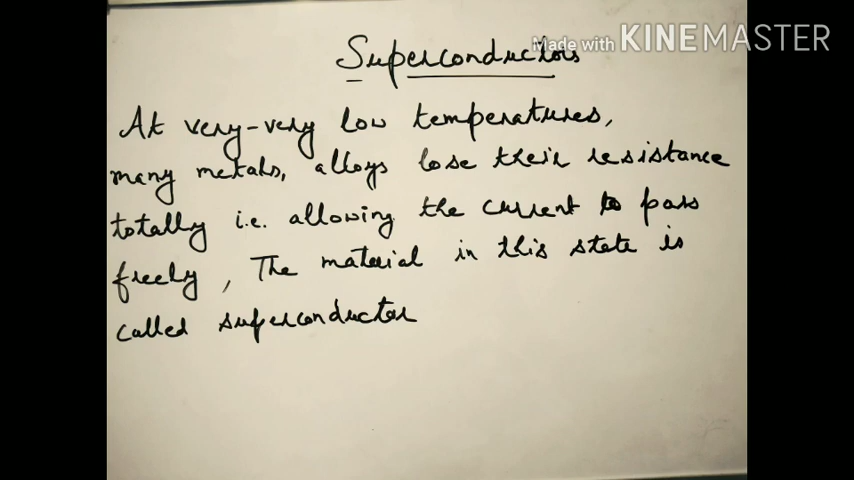 Superconductors
Made with KINEMASTER
At very-very low temperatures,
many metals, alloys lose their resistance
totally i.e. allowing the current to pass
freely, The material in this state is
called superconductor